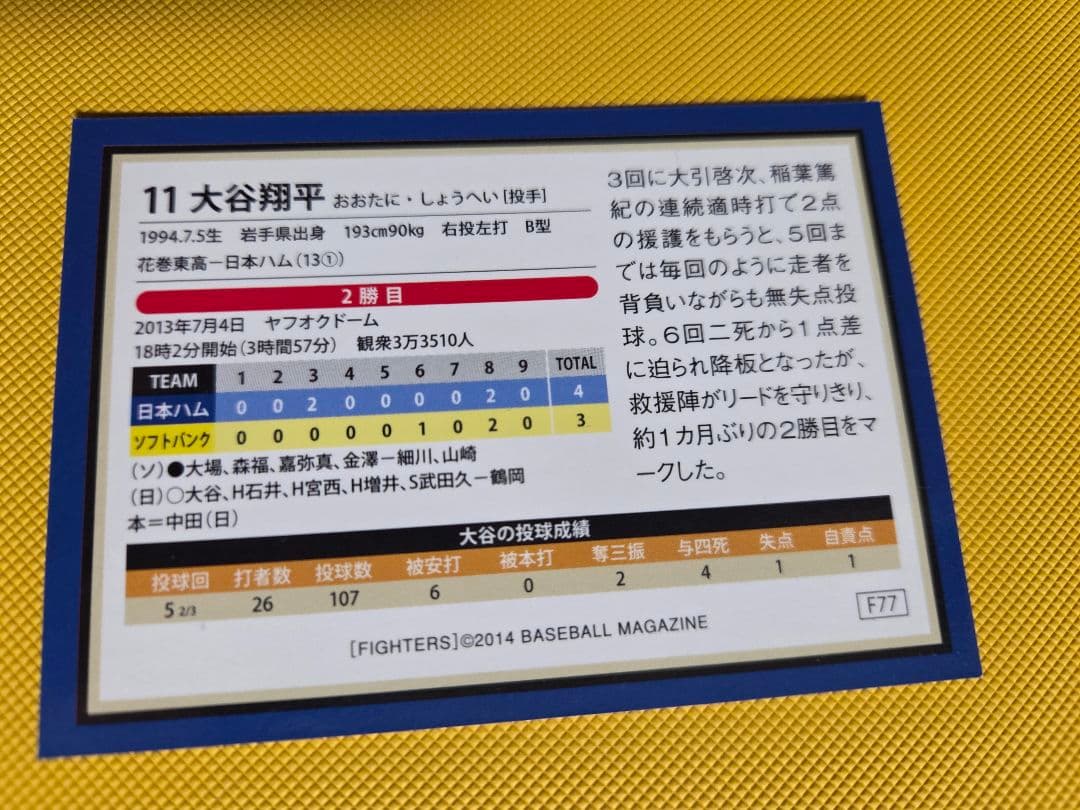 11 大谷翔平 おおたに・しょうへい[投手]
1994.7.5生 岩手県出身 193cm90kg 右投左打 B型
花巻東高－日本ハム(13①)
2勝目
2013年7月4日 ヤフオクドーム
18時2分開始(3時間57分) 観衆3万3510人
TEAM 1 2 3 4 5 6 7 8 9 TOTAL
日本ハム 0 0 2 0 0 0 0 2 0 4
ソフトバンク 0 0 0 0 0 1 0 2 0 3
(ソ)●大場、森福、嘉弥真、金澤－細川、山崎
(日)○大谷、H石井、H宮西、H増井、S武田久－鶴岡
本＝中田(日)
3回に大引啓次、稲葉篤
紀の連続適時打で2点
の援護をもらうと、5回ま
では毎回のように走者を
背負いながらも無失点投
球。6回二死から1点差
に迫られ降板となったが、
救援陣がリードを守りきり、
約1カ月ぶりの2勝目をマ
ークした。
大谷の投球成績
投球回 打者数 投球数 被安打 被本打 奪三振 与四死 失点 自責点
5 2/3 26 107 6 0 2 4 1 1
F77
[FIGHTERS]©2014 BASEBALL MAGAZINE